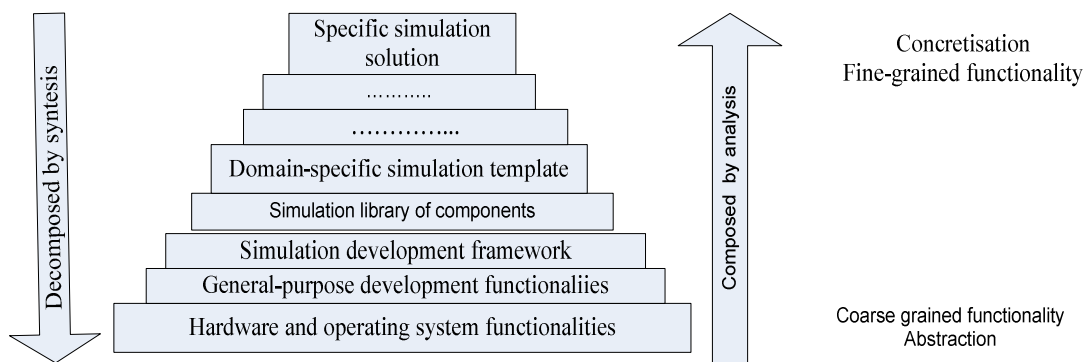 Decomposed by syntesis
Specific simulation
solution
………..
…………...
Domain-specific simulation template
Simulation library of components
Simulation development framework
General-purpose development functionaliies
Hardware and operating system functionalities
Composed by analysis
Concretisation
Fine-grained functionality
Coarse grained functionality
Abstraction